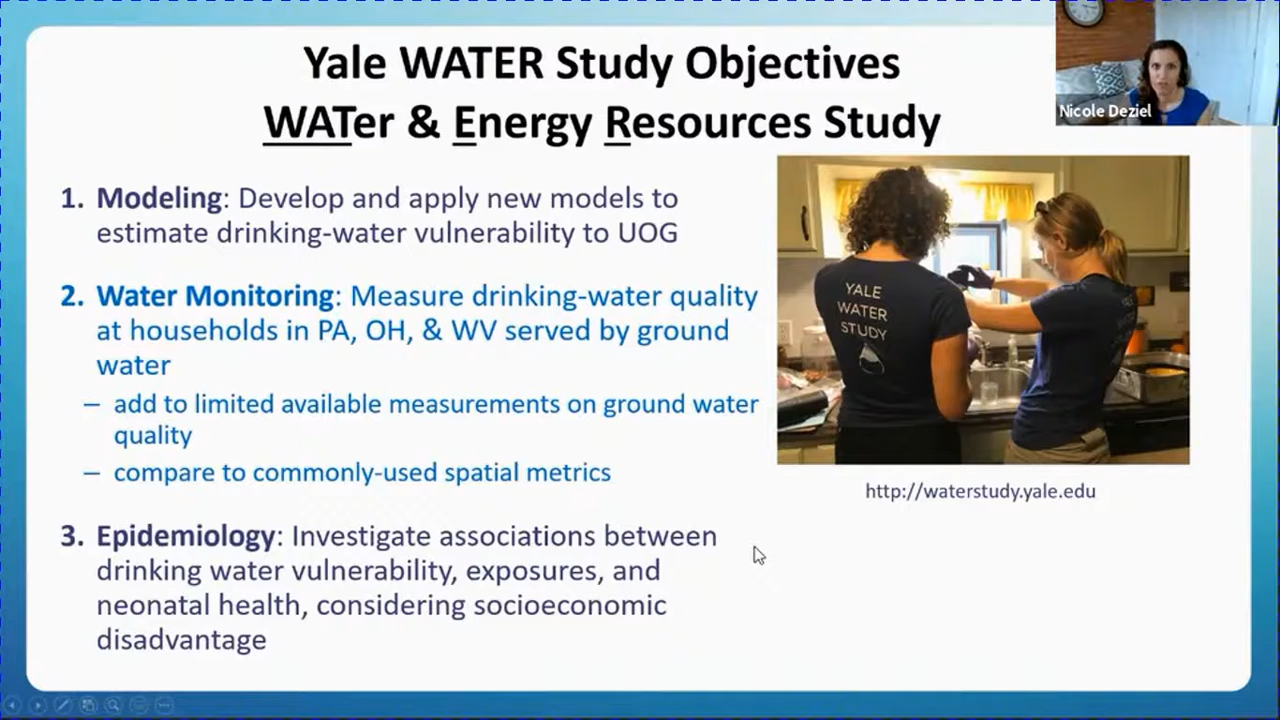 Yale WATER Study Objectives
WATer & Energy Resources Study
Nicole Deziel
1. Modeling: Develop and apply new models to
estimate drinking-water vulnerability to UOG
2. Water Monitoring: Measure drinking-water quality
at households in PA, OH, & WV served by ground
water
– add to limited available measurements on ground water
quality
– compare to commonly-used spatial metrics
3. Epidemiology: Investigate associations between
drinking water vulnerability, exposures, and
neonatal health, considering socioeconomic
disadvantage
YALE
WATER
STUDY
http://waterstudy.yale.edu